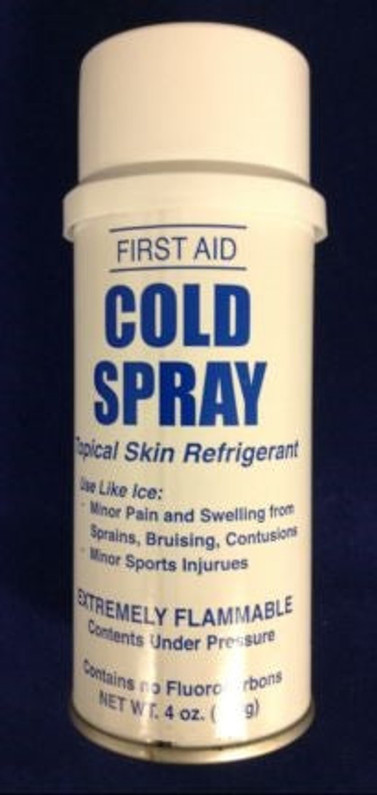 FIRST AID
COLD
SPRAY
Topical Skin Refrigerant
Use Like Ice:
- Minor Pain and Swelling from
Sprains, Bruising, Contusions
- Minor Sports Injurues
EXTREMELY FLAMMABLE
Contents Under Pressure
Contains no Fluorocarbons
NET WT. 4 oz. ( g)